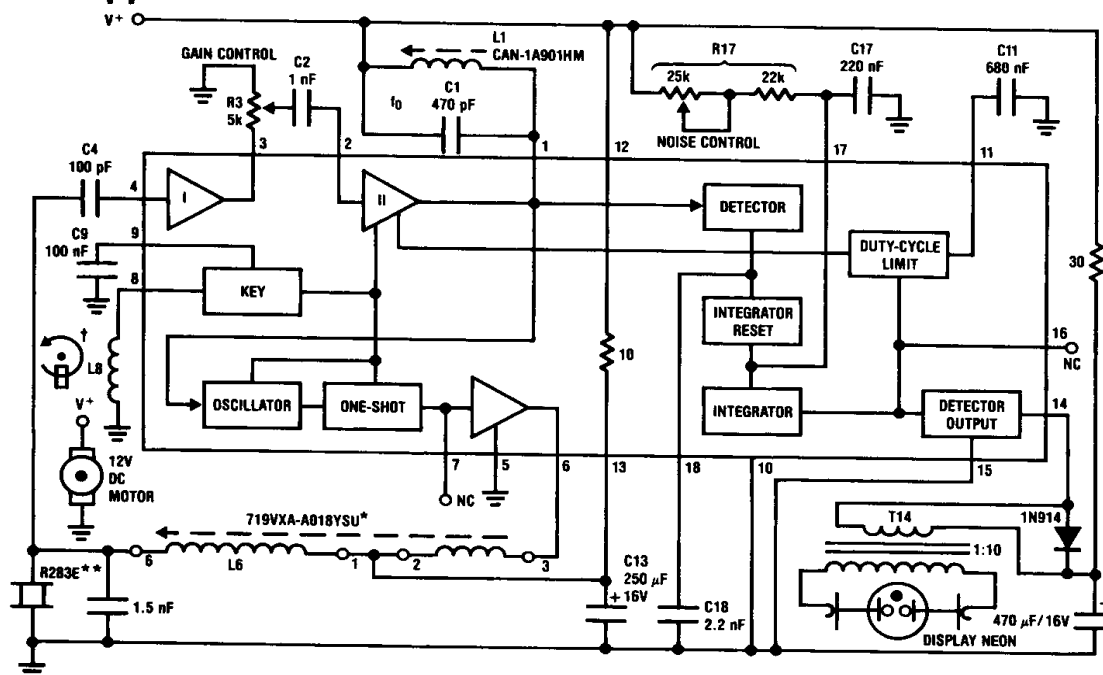 V+
L1
CAN-1A901HM
GAIN CONTROL
R3
5k
C2
1 nF
f0
C1
470 pF
R17
25k
22k
NOISE CONTROL
C17
220 nF
C11
680 nF
C4
100 pF
4
3
2
1
12
17
11
I
II
DETECTOR
C9
100 nF
9
8
KEY
DUTY-CYCLE
LIMIT
30
†
L8
INTEGRATOR
RESET
10
16
NC
OSCILLATOR
ONE-SHOT
INTEGRATOR
DETECTOR
OUTPUT
14
V+
12V
DC
MOTOR
7
NC
5
6
13
18
10
15
719VXA-A018YSU*
6
L6
1
2
3
R283E**
1.5 nF
C13
250 µF
+ 16V
C18
2.2 nF
T14
1N914
1:10
470 µF/16V
+
DISPLAY NEON